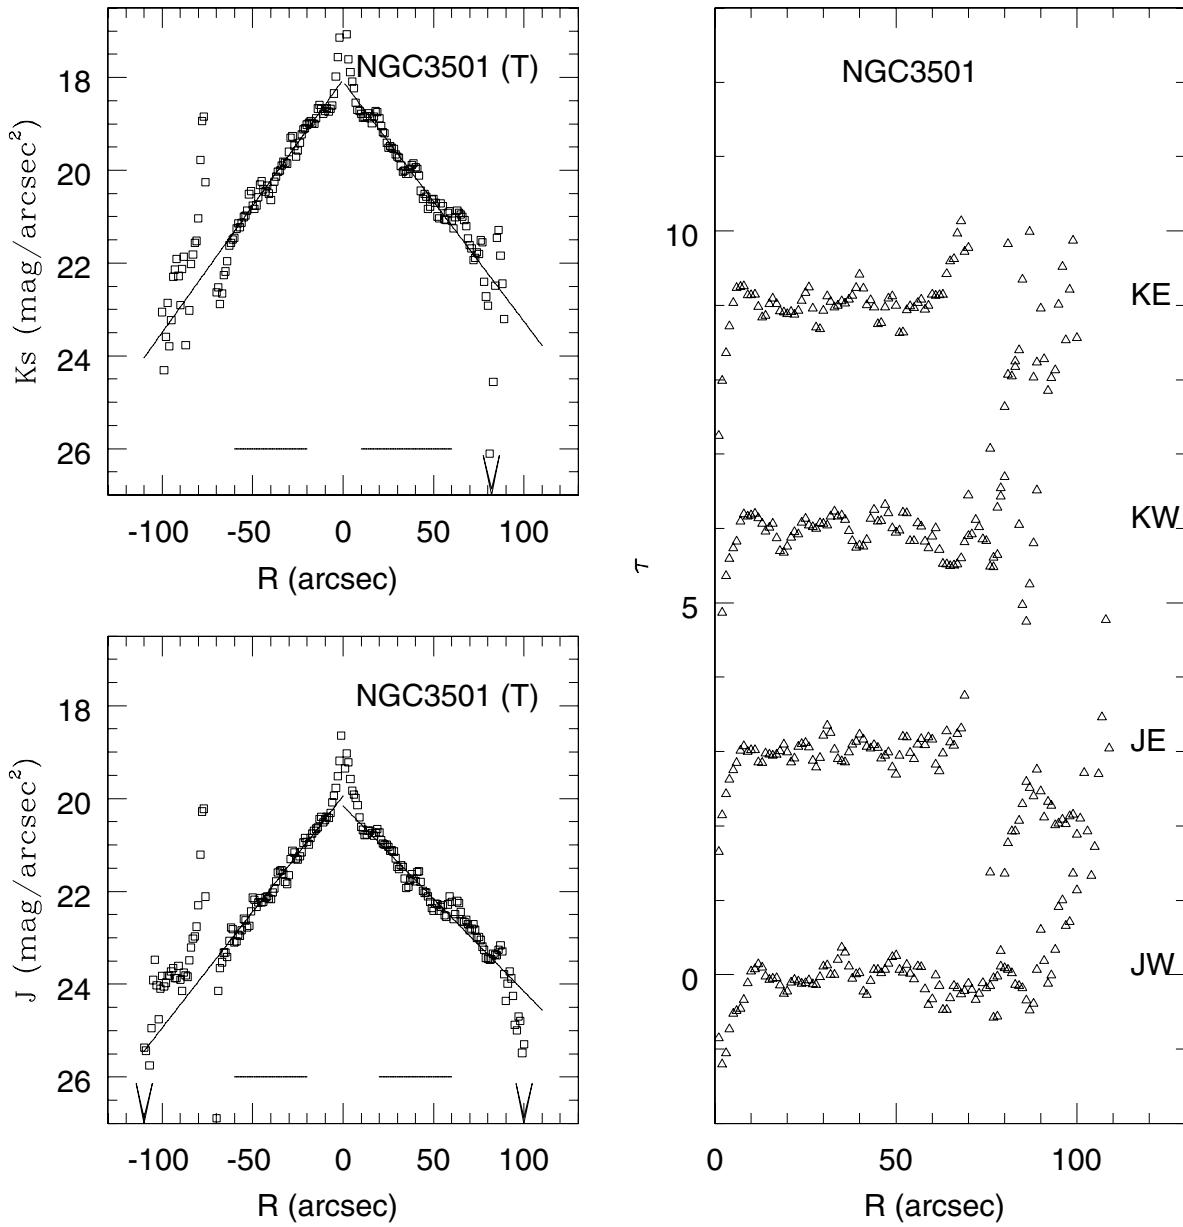 NGC3501 (T)
18
20
22
24
26
Ks (mag/arcsec²)
-100 -50 0 50 100
R (arcsec)
NGC3501 (T)
18
20
22
24
26
J (mag/arcsec²)
-100 -50 0 50 100
R (arcsec)
NGC3501
10
5
0
τ
KE
KW
JE
JW
0 50 100
R (arcsec)